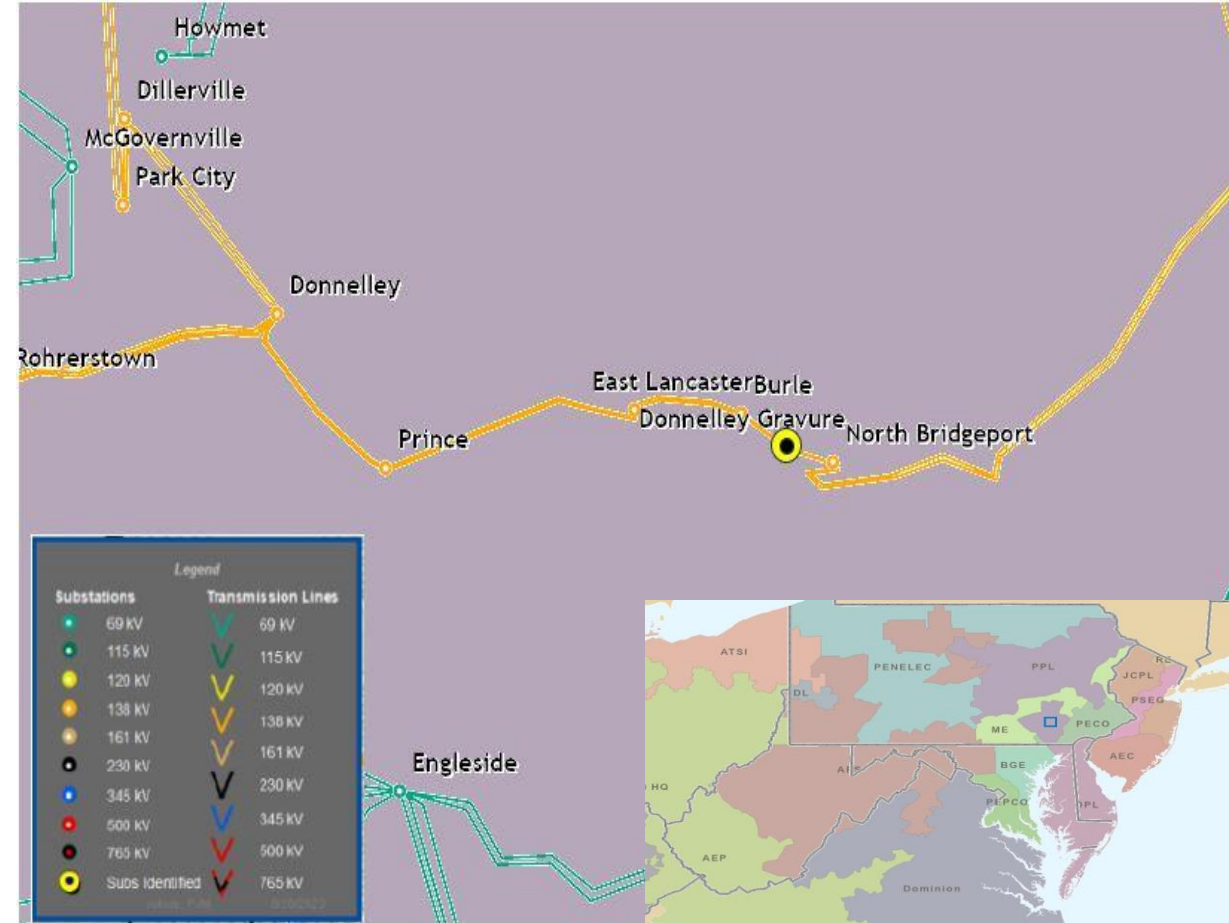 Howmet
Dillerville
McGovernville
Park City
Donnelley
Rohrerstown
East Lancaster Burle
Donnelley Gravure
Prince
North Bridgeport
Engleside
Legend
Substations
69 kV
115 kV
120 kV
138 kV
161 kV
230 kV
345 kV
500 kV
765 kV
Subs Identified
Transmission Lines
69 kV
115 kV
120 kV
138 kV
161 kV
230 kV
345 kV
500 kV
765 kV
ATSI
PENELEC
PPL
RE
JCPL
DL
PSEG
ME
PECO
AEC
BGE
HQ
PEPCO
DPL
AEP
Dominion